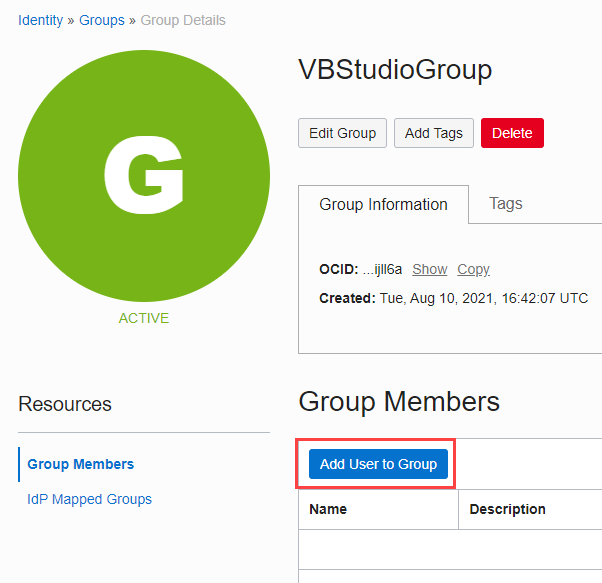 Identity » Groups » Group Details
G
ACTIVE
VBStudioGroup
Edit Group Add Tags Delete
Group Information Tags
OCID: ...ijll6a Show Copy
Created: Tue, Aug 10, 2021, 16:42:07 UTC
Resources
Group Members
IdP Mapped Groups
Group Members
Add User to Group
Name Description